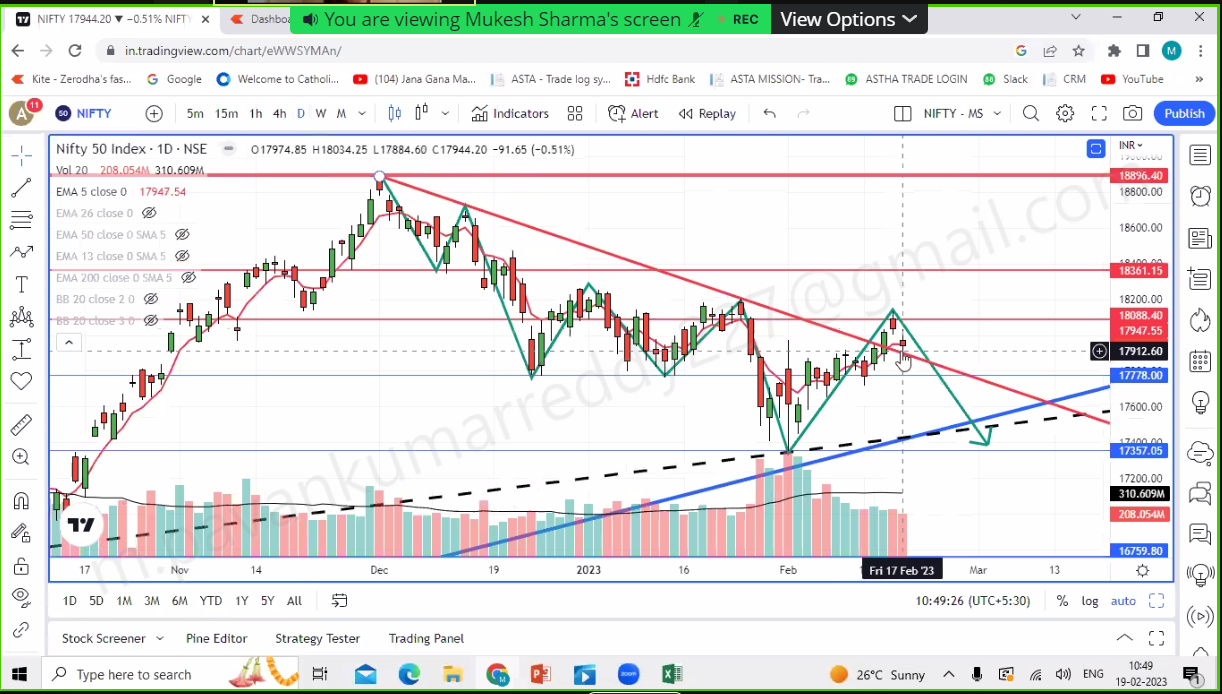 NIFTY 17944.20 ▼ −0.51% NIFTY
Dashbo
You are viewing Mukesh Sharma's screen
REC
View Options
in.tradingview.com/chart/eWWSYMAn/
M
Kite - Zerodha's fas...
Google
Welcome to Catholi...
(104) Jana Gana Ma...
ASTA - Trade log sy...
Hdfc Bank
ASTA MISSION- Tra...
ASTHA TRADE LOGIN
Slack
CRM
YouTube
»
A
11
50
NIFTY
5m
15m
1h
4h
D
W
M
Indicators
Alert
Replay
NIFTY - MS
Publish
Nifty 50 Index · 1D · NSE
O17974.85 H18034.25 L17884.60 C17944.20 −91.65 (−0.51%)
Vol 20 208.054M 310.609M
EMA 5 close 0 17947.54
EMA 26 close 0
EMA 50 close 0 SMA 5
EMA 13 close 0 SMA 5
EMA 200 close 0 SMA 5
BB 20 close 2 0
BB 20 close 3 0
INR
18896.40
18800.00
18600.00
18361.15
18200.00
18088.40
17947.55
17912.60
17778.00
17600.00
17400.00
17357.05
17200.00
310.609M
208.054M
16759.80
17
Nov
14
Dec
19
2023
16
Feb
Fri 17 Feb '23
Mar
13
1D
5D
1M
3M
6M
YTD
1Y
5Y
All
10:49:26 (UTC+5:30)
%
log
auto
Stock Screener
Pine Editor
Strategy Tester
Trading Panel
Type here to search
zoom
26°C Sunny
ENG
10:49
19-02-2023
1